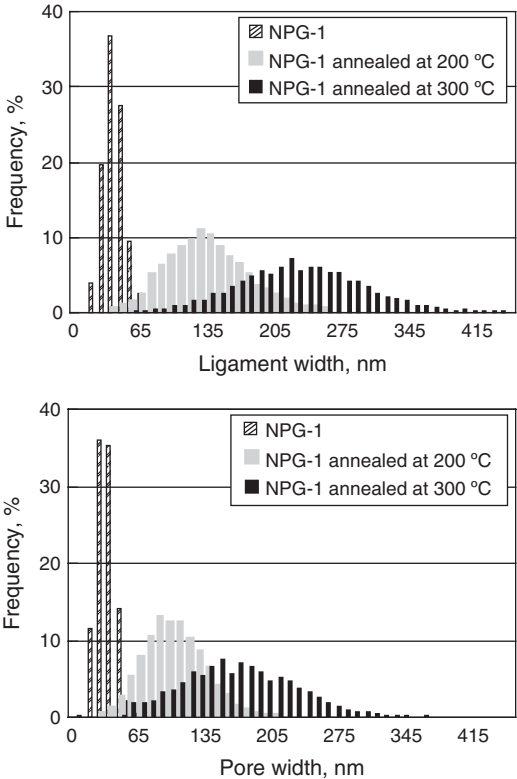 40
30
20
10
0
Frequency, %
NPG-1
NPG-1 annealed at 200 ºC
NPG-1 annealed at 300 ºC
0 65 135 205 275 345 415
Ligament width, nm
40
30
20
10
0
Frequency, %
NPG-1
NPG-1 annealed at 200 ºC
NPG-1 annealed at 300 ºC
0 65 135 205 275 345 415
Pore width, nm